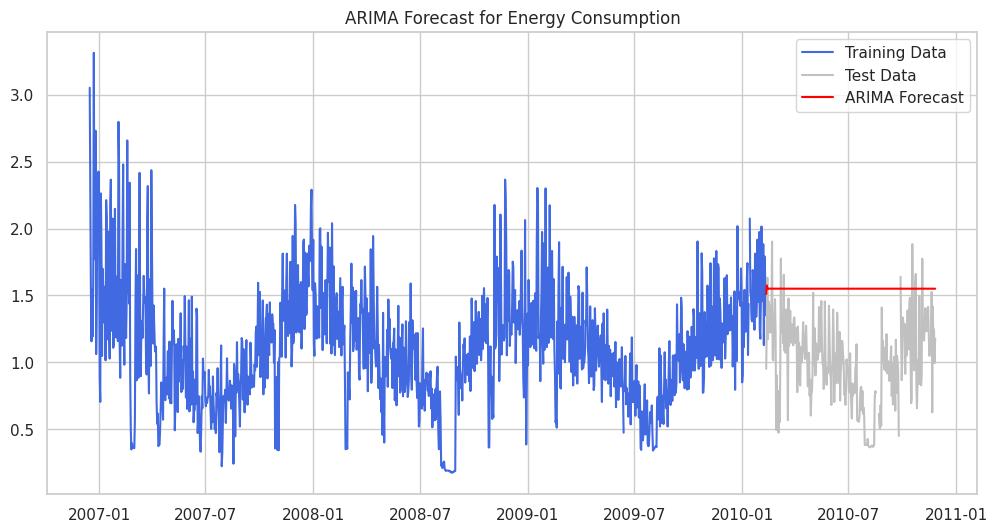 ARIMA Forecast for Energy Consumption
Training Data
Test Data
ARIMA Forecast
3.0
2.5
2.0
1.5
1.0
0.5
2007-01 2007-07 2008-01 2008-07 2009-01 2009-07 2010-01 2010-07 2011-01